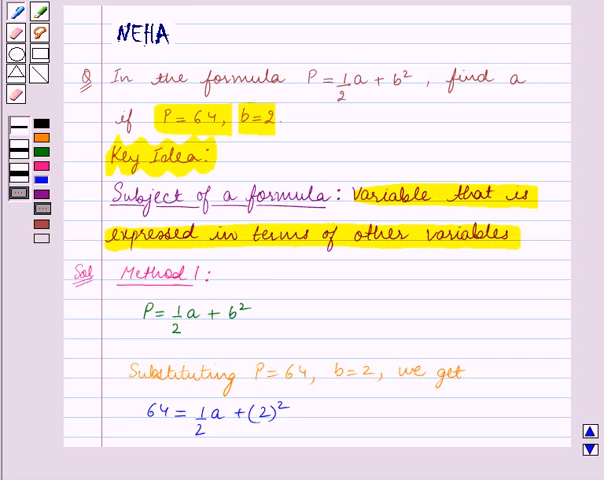 NEHA
Q In the formula P = 1/2 a + b², find a
if P = 64, b = 2.
Key Idea:
Subject of a formula: Variable that is
expressed in terms of other variables
Sol Method 1:
P = 1/2 a + b²
Substituting P = 64, b = 2, we get
64 = 1/2 a + (2)²